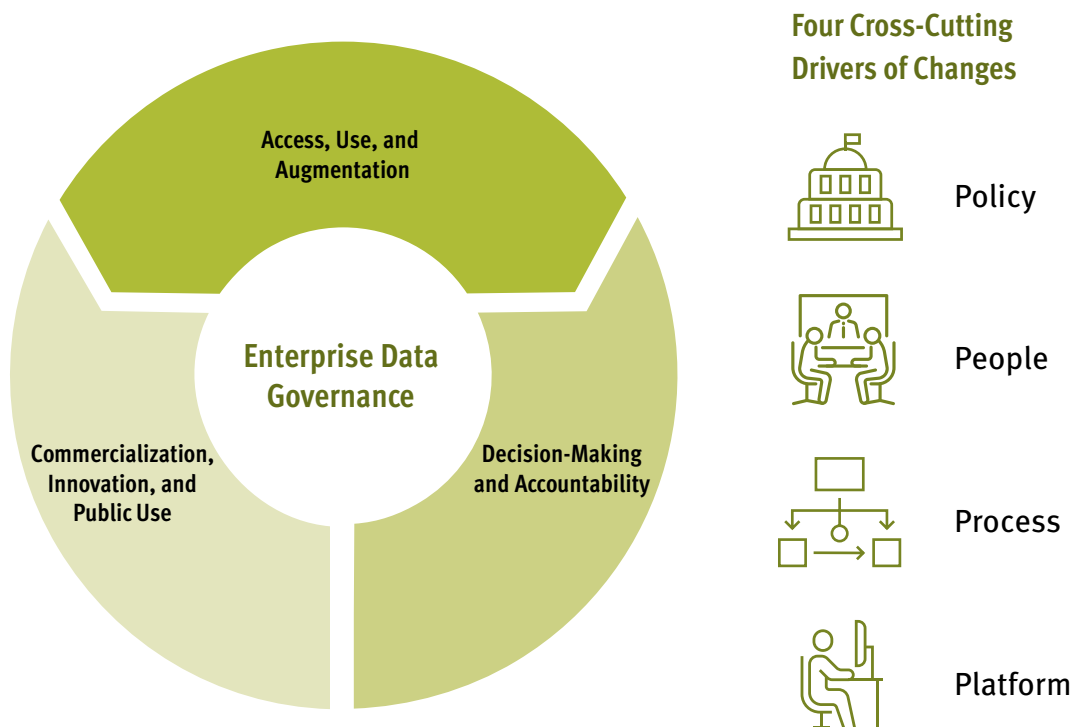 Access, Use, and
Augmentation
Enterprise Data
Governance
Commercialization,
Innovation, and
Public Use
Decision-Making
and Accountability
Four Cross-Cutting
Drivers of Changes
Policy
People
Process
Platform